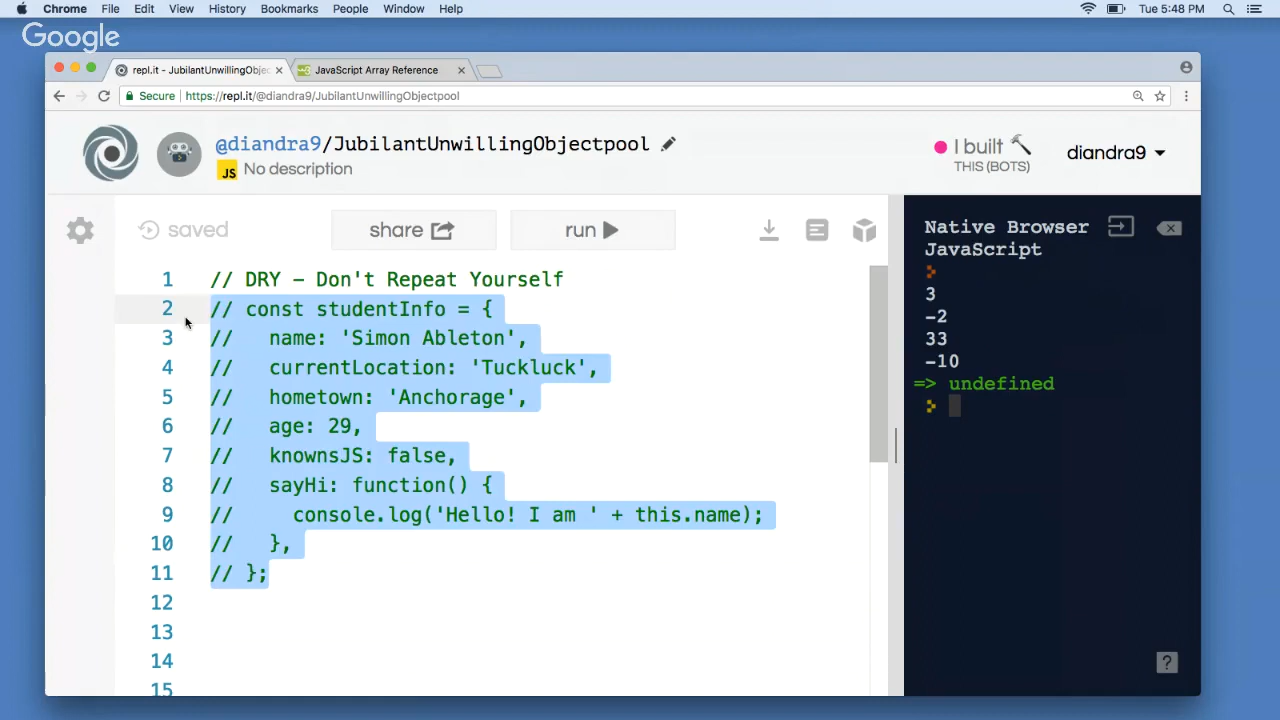 Chrome File Edit View History Bookmarks People Window Help Tue 5:48 PM
Google
repl.it - JubilantUnwillingObjec × JavaScript Array Reference ×
Secure https://repl.it/@diandra9/JubilantUnwillingObjectpool
@diandra9/JubilantUnwillingObjectpool
JS No description
I built
THIS (BOTS)
diandra9
saved share run
1 // DRY – Don't Repeat Yourself
2 // const studentInfo = {
3 //   name: 'Simon Ableton',
4 //   currentLocation: 'Tuckluck',
5 //   hometown: 'Anchorage',
6 //   age: 29,
7 //   knownsJS: false,
8 //   sayHi: function() {
9 //     console.log('Hello! I am ' + this.name);
10 //   },
11 // };
12
13
14
15
Native Browser
JavaScript
3
-2
33
-10
=> undefined
?